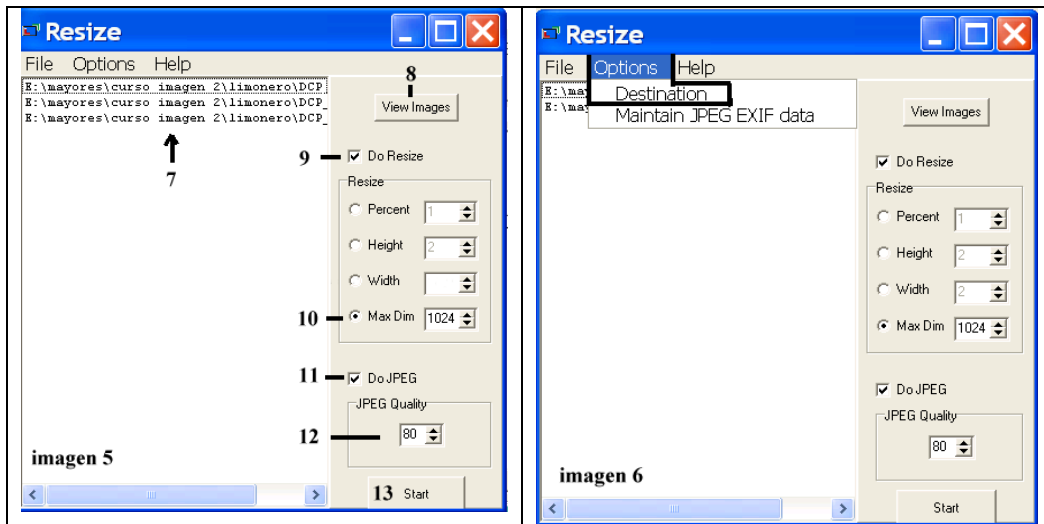 Resize
File Options Help
8
E:\mayores\curso imagen 2\limonero\DCP
E:\mayores\curso imagen 2\limonero\DCP_
E:\mayores\curso imagen 2\limonero\DCP_
View Images
7
9 Do Resize
Resize
Percent 1
Height 2
Width
10 Max Dim 1024
11 Do JPEG
JPEG Quality
12 80
imagen 5
13 Start
Resize
File Options Help
E:\may
E:\may
Destination
Maintain JPEG EXIF data
View Images
Do Resize
Resize
Percent 1
Height 2
Width 2
Max Dim 1024
Do JPEG
JPEG Quality
80
imagen 6
Start